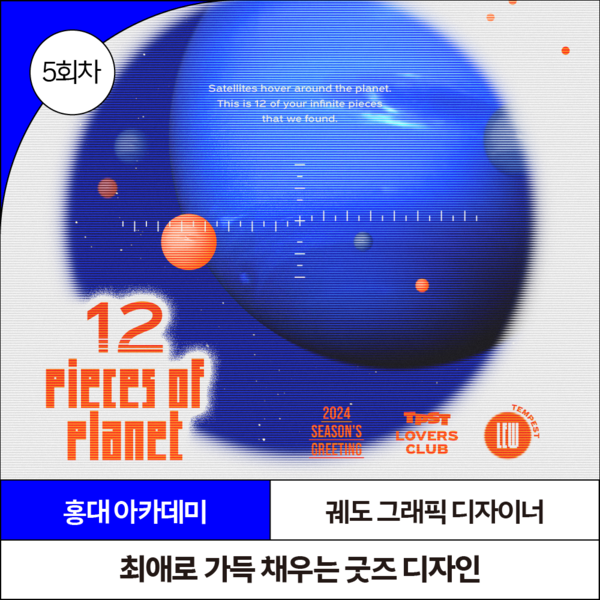 5회차
Satellites hover around the planet.
This is 12 of your infinite pieces
that we found.
12
pieces of
planet
2024
SEASON'S
GREETING
TPST
LOVERS
CLUB
TEMPEST
LEW
홍대 아카데미
궤도 그래픽 디자이너
최애로 가득 채우는 굿즈 디자인